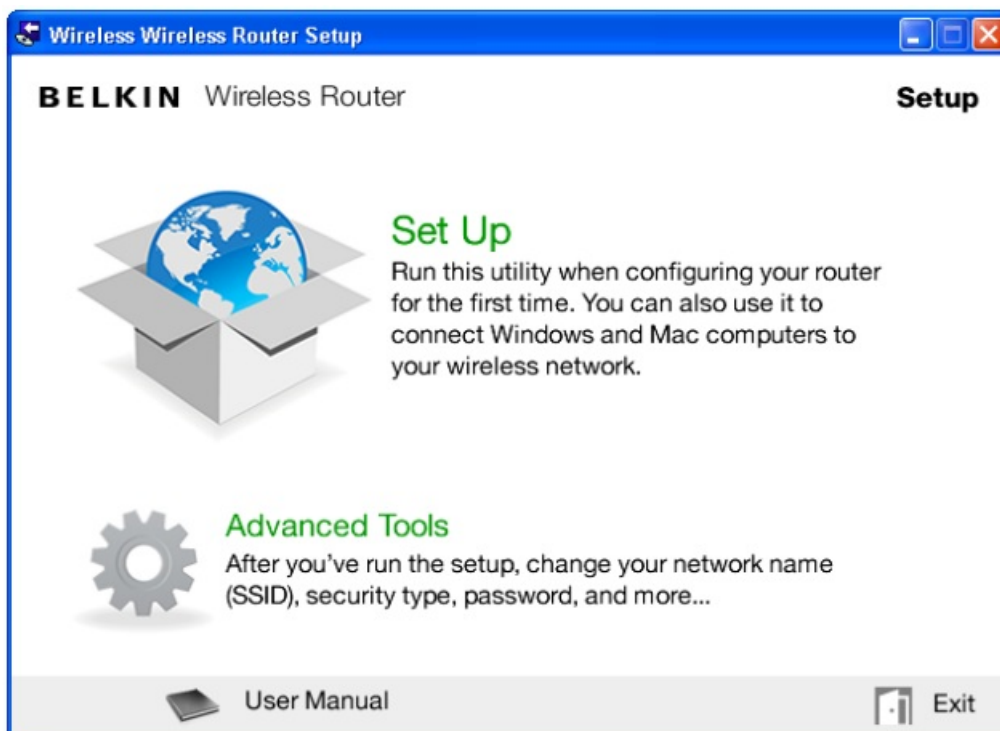 Wireless Wireless Router Setup
BELKIN Wireless Router
Setup
Set Up
Run this utility when configuring your router
for the first time. You can also use it to
connect Windows and Mac computers to
your wireless network.
Advanced Tools
After you've run the setup, change your network name
(SSID), security type, password, and more...
User Manual
Exit